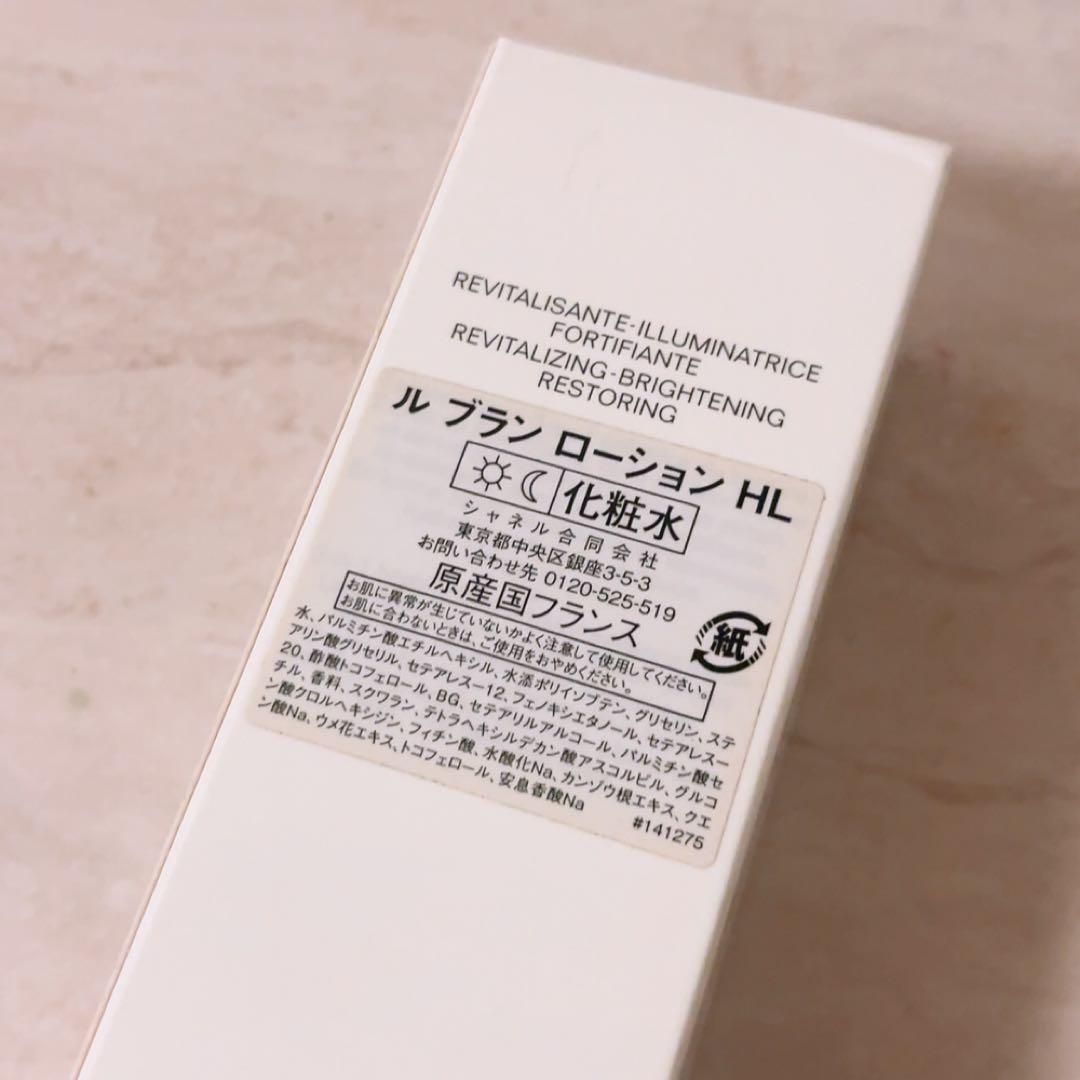 REVITALISANTE-ILLUMINATRICE
FORTIFIANTE
REVITALIZING-BRIGHTENING
RESTORING
ル ブラン ローション HL
化粧水
シャネル合同会社
東京都中央区銀座3-5-3
お問い合わせ先 0120-525-519
原産国フランス
紙
お肌に異常が生じていないかよく注意して使用してください。
お肌に合わないときは、ご使用をおやめください。
水、パルミチン酸エチルヘキシル、水添ポリイソブテン、グリセリン、ステ
アリン酸グリセリル、セテアレス－12、フェノキシエタノール、セテアレス－
20、酢酸トコフェロール、BG、セテアリルアルコール、パルミチン酸セ
チル、香料、スクワラン、テトラヘキシルデカン酸アスコルビル、グルコ
ン酸クロルヘキシジン、フィチン酸、水酸化Na、カンゾウ根エキス、クエ
ン酸Na、ウメ花エキス、トコフェロール、安息香酸Na
#141275